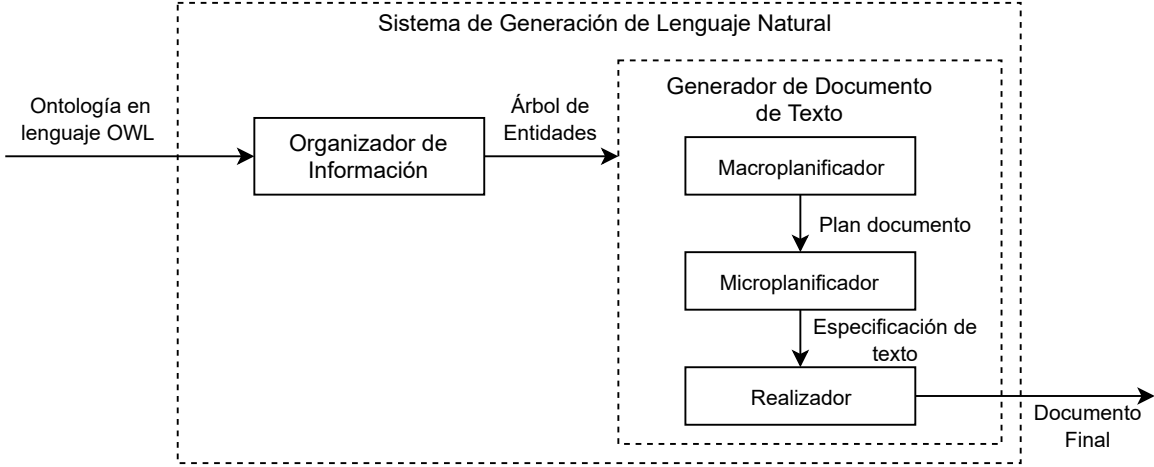 Sistema de Generación de Lenguaje Natural
Ontología en
lenguaje OWL
Organizador de
Información
Árbol de
Entidades
Generador de Documento
de Texto
Macroplanificador
Plan documento
Microplanificador
Especificación de
texto
Realizador
Documento
Final